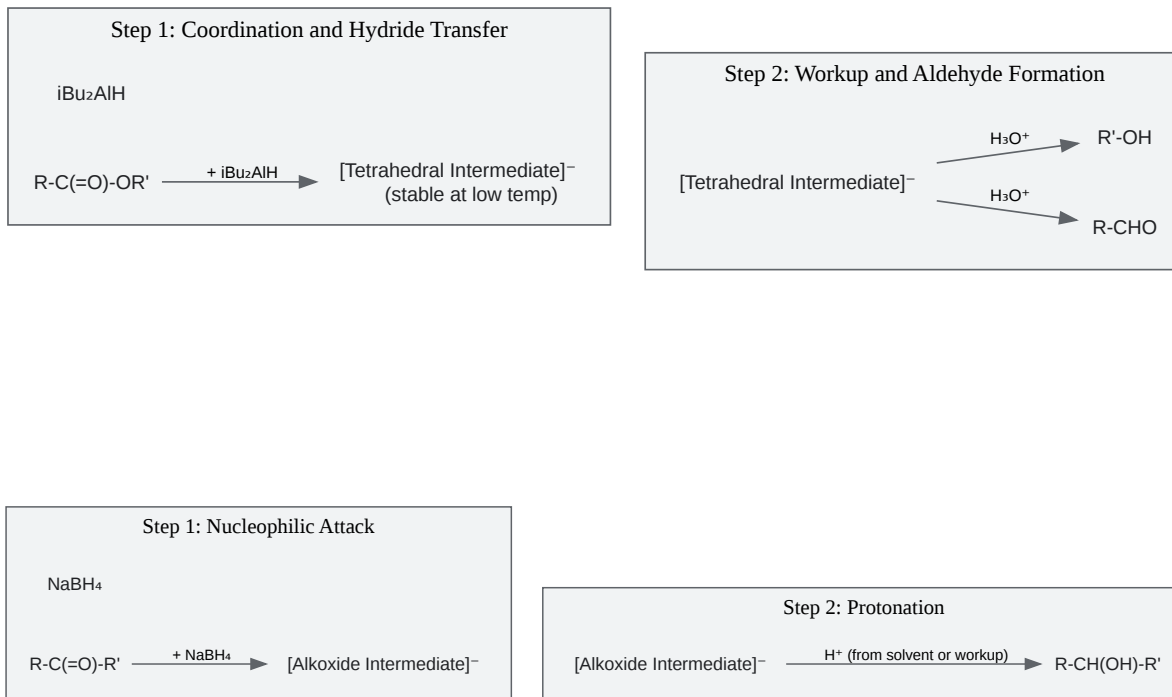 Step 1: Coordination and Hydride Transfer
iBu₂AlH
R-C(=O)-OR'
+ iBu₂AlH
[Tetrahedral Intermediate]⁻
(stable at low temp)
Step 2: Workup and Aldehyde Formation
[Tetrahedral Intermediate]⁻
H₃O⁺
R'-OH
H₃O⁺
R-CHO
Step 1: Nucleophilic Attack
NaBH₄
R-C(=O)-R'
+ NaBH₄
[Alkoxide Intermediate]⁻
Step 2: Protonation
[Alkoxide Intermediate]⁻
H⁺ (from solvent or workup)
R-CH(OH)-R'